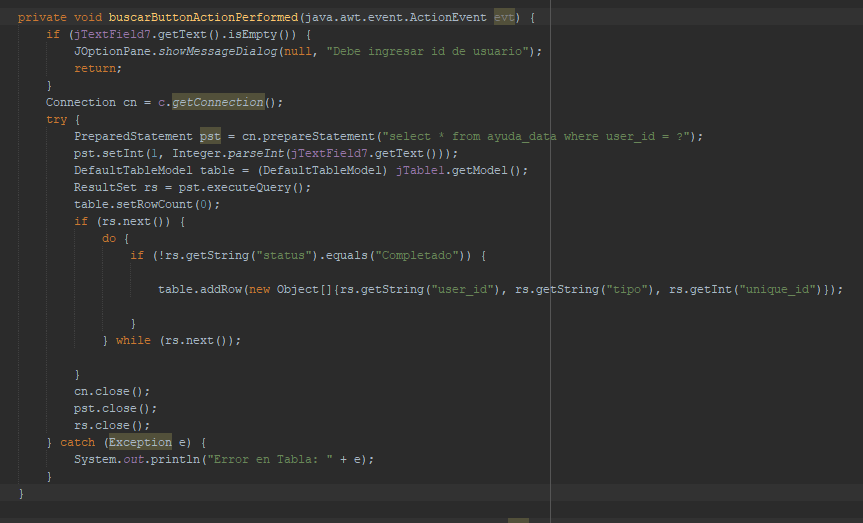 private void buscarButtonActionPerformed(java.awt.event.ActionEvent evt) {
if (jTextField7.getText().isEmpty()) {
JOptionPane.showMessageDialog(null, "Debe ingresar id de usuario");
return;
}
Connection cn = c.getConnection();
try {
PreparedStatement pst = cn.prepareStatement("select * from ayuda_data where user_id = ?");
pst.setInt(1, Integer.parseInt(jTextField7.getText()));
DefaultTableModel table = (DefaultTableModel) jTable1.getModel();
ResultSet rs = pst.executeQuery();
table.setRowCount(0);
if (rs.next()) {
do {
if (!rs.getString("status").equals("Completado")) {
table.addRow(new Object[]{rs.getString("user_id"), rs.getString("tipo"), rs.getInt("unique_id")});
}
} while (rs.next());
}
cn.close();
pst.close();
rs.close();
} catch (Exception e) {
System.out.println("Error en Tabla: " + e);
}
}